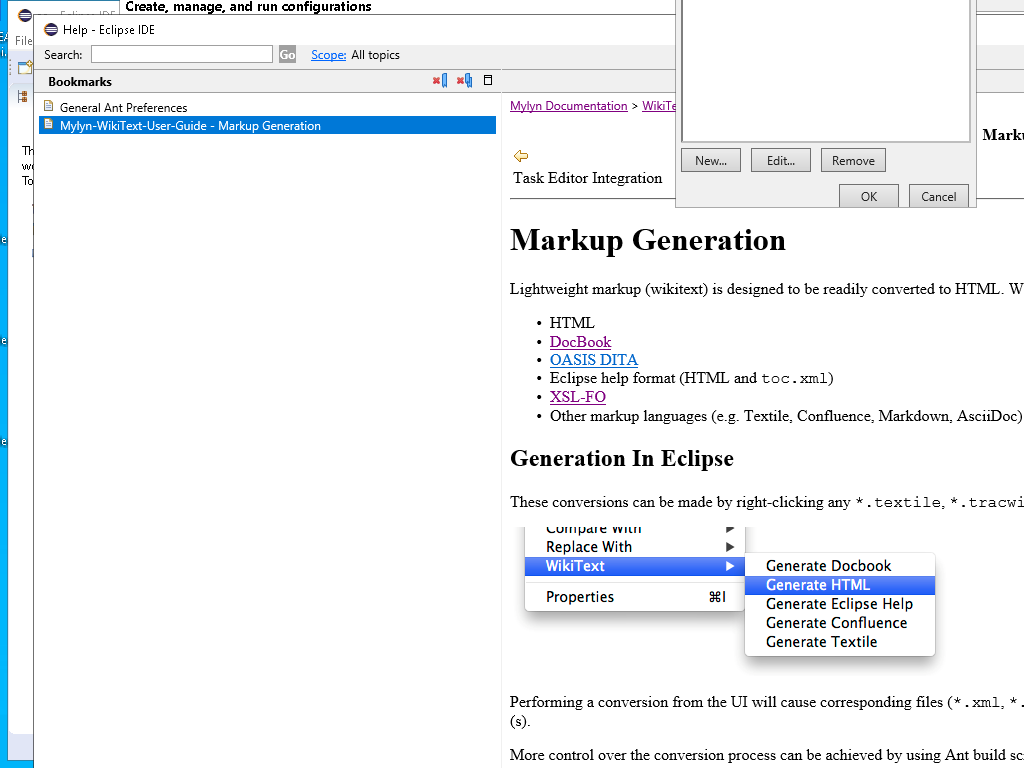 Create, manage, and run configurations
Eclipse IDE
File
Help - Eclipse IDE
Search:
Go
Scope: All topics
Bookmarks
General Ant Preferences
Mylyn-WikiText-User-Guide - Markup Generation
Mylyn Documentation >
Task Editor Integration
New...
Edit...
Remove
OK
Cancel
Markup Generation
Lightweight markup (wikitext) is designed to be readily converted to HTML. W
• HTML
• DocBook
• OASIS DITA
• Eclipse help format (HTML and toc.xml)
• XSL-FO
• Other markup languages (e.g. Textile, Confluence, Markdown, AsciiDoc)
Generation In Eclipse
These conversions can be made by right-clicking any *.textile, *.tracwi
Compare With
Replace With
WikiText
Properties ⌘I
Generate Docbook
Generate HTML
Generate Eclipse Help
Generate Confluence
Generate Textile
Performing a conversion from the UI will cause corresponding files (*.xml, *.
(s).
More control over the conversion process can be achieved by using Ant build sc